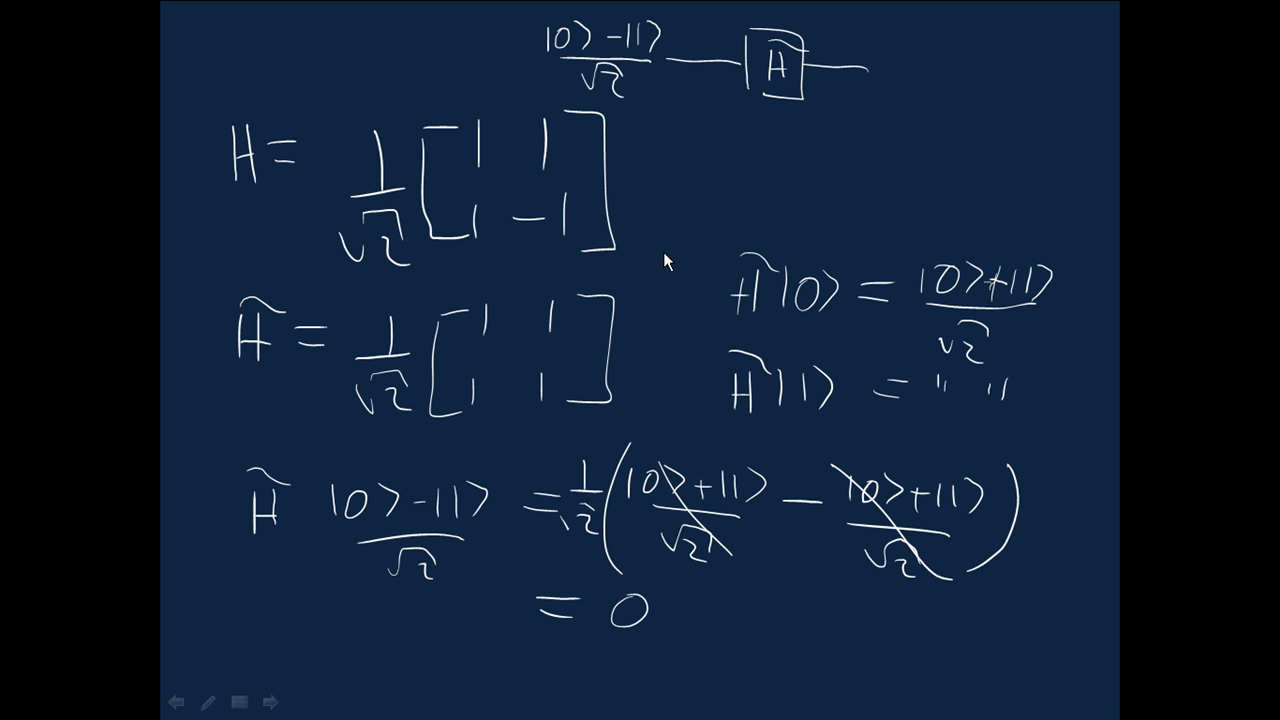 |0⟩-|1⟩ / √2 — H̃ —
H = 1/√2 [1 1; 1 -1]
H̃|0⟩ = |0⟩+|1⟩ / √2
H̃ = 1/√2 [1 1; 1 1]
H̃|1⟩ = " "
H̃ |0⟩-|1⟩ / √2 = 1/√2 (|0⟩+|1⟩ / √2 - |0⟩+|1⟩ / √2)
= 0